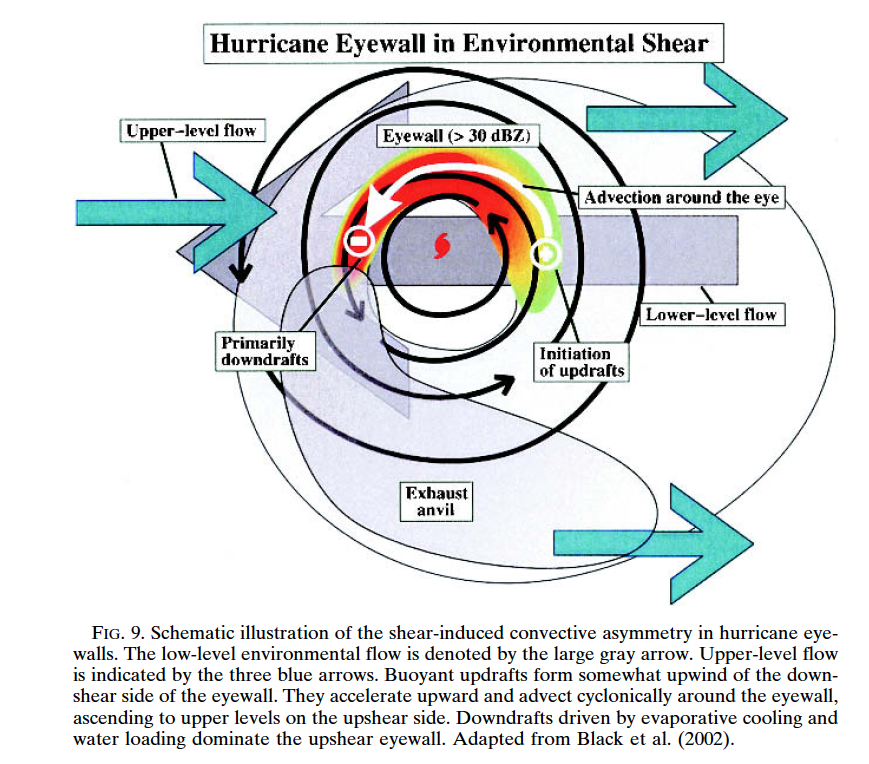 Hurricane Eyewall in Environmental Shear
Upper-level flow
Eyewall (> 30 dBZ)
Advection around the eye
Lower-level flow
Primarily
downdrafts
Initiation
of updrafts
Exhaust
anvil
FIG. 9. Schematic illustration of the shear-induced convective asymmetry in hurricane eye-
walls. The low-level environmental flow is denoted by the large gray arrow. Upper-level flow
is indicated by the three blue arrows. Buoyant updrafts form somewhat upwind of the down-
shear side of the eyewall. They accelerate upward and advect cyclonically around the eyewall,
ascending to upper levels on the upshear side. Downdrafts driven by evaporative cooling and
water loading dominate the upshear eyewall. Adapted from Black et al. (2002).